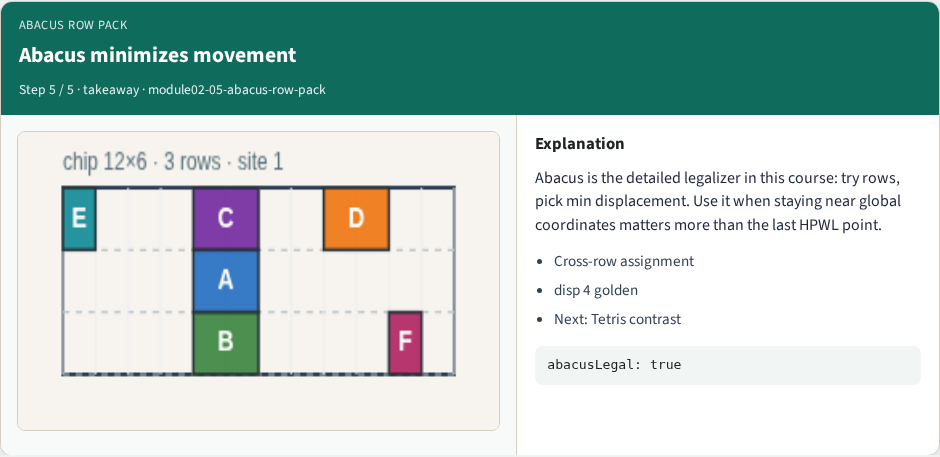 ABACUS ROW PACK
Abacus minimizes movement
Step 5 / 5 · takeaway · module02-05-abacus-row-pack
chip 12×6 · 3 rows · site 1
E
C
D
A
B
F
Explanation
Abacus is the detailed legalizer in this course: try rows,
pick min displacement. Use it when staying near global
coordinates matters more than the last HPWL point.
• Cross-row assignment
• disp 4 golden
• Next: Tetris contrast
abacusLegal: true